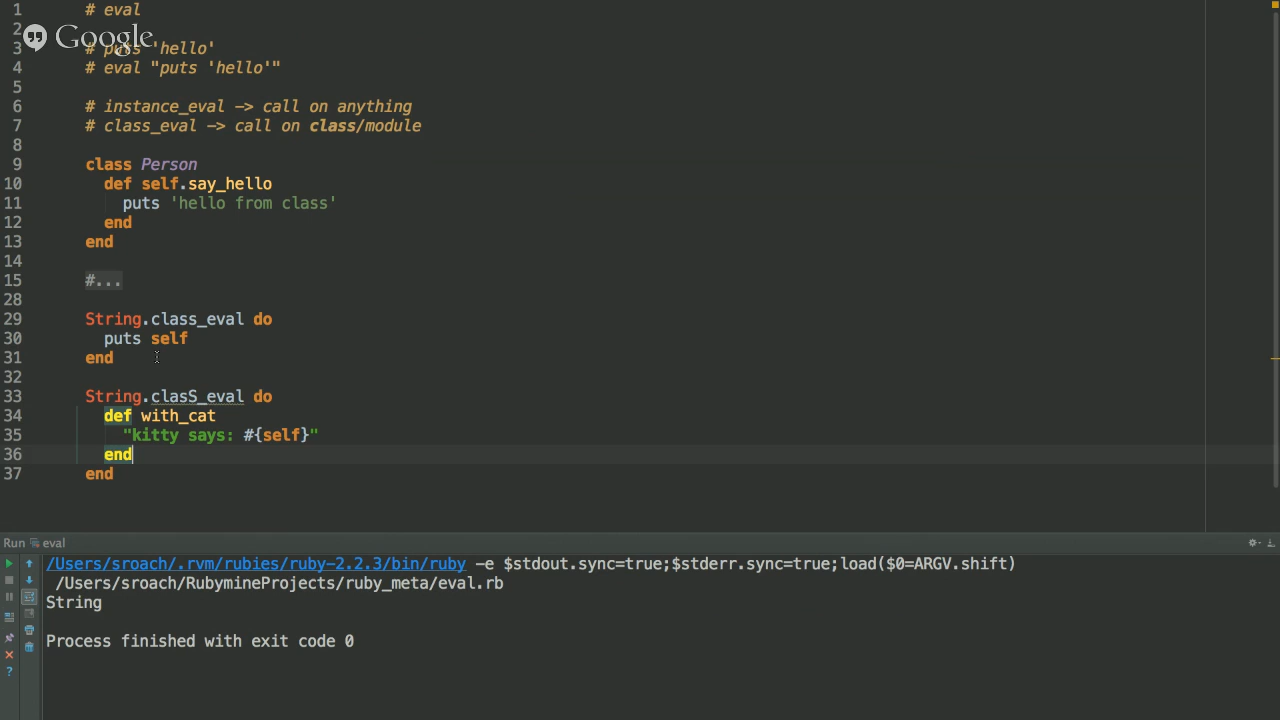 1 # eval
2
Google
3 # puts 'hello'
4 # eval "puts 'hello'"
5
6 # instance_eval -> call on anything
7 # class_eval -> call on class/module
8
9 class Person
10 def self.say_hello
11 puts 'hello from class'
12 end
13 end
14
15 #...
28
29 String.class_eval do
30 puts self
31 end
32
33 String.clasS_eval do
34 def with_cat
35 "kitty says: #{self}"
36 end
37 end
Run eval
/Users/sroach/.rvm/rubies/ruby-2.2.3/bin/ruby -e $stdout.sync=true;$stderr.sync=true;load($0=ARGV.shift)
/Users/sroach/RubymineProjects/ruby_meta/eval.rb
String
Process finished with exit code 0